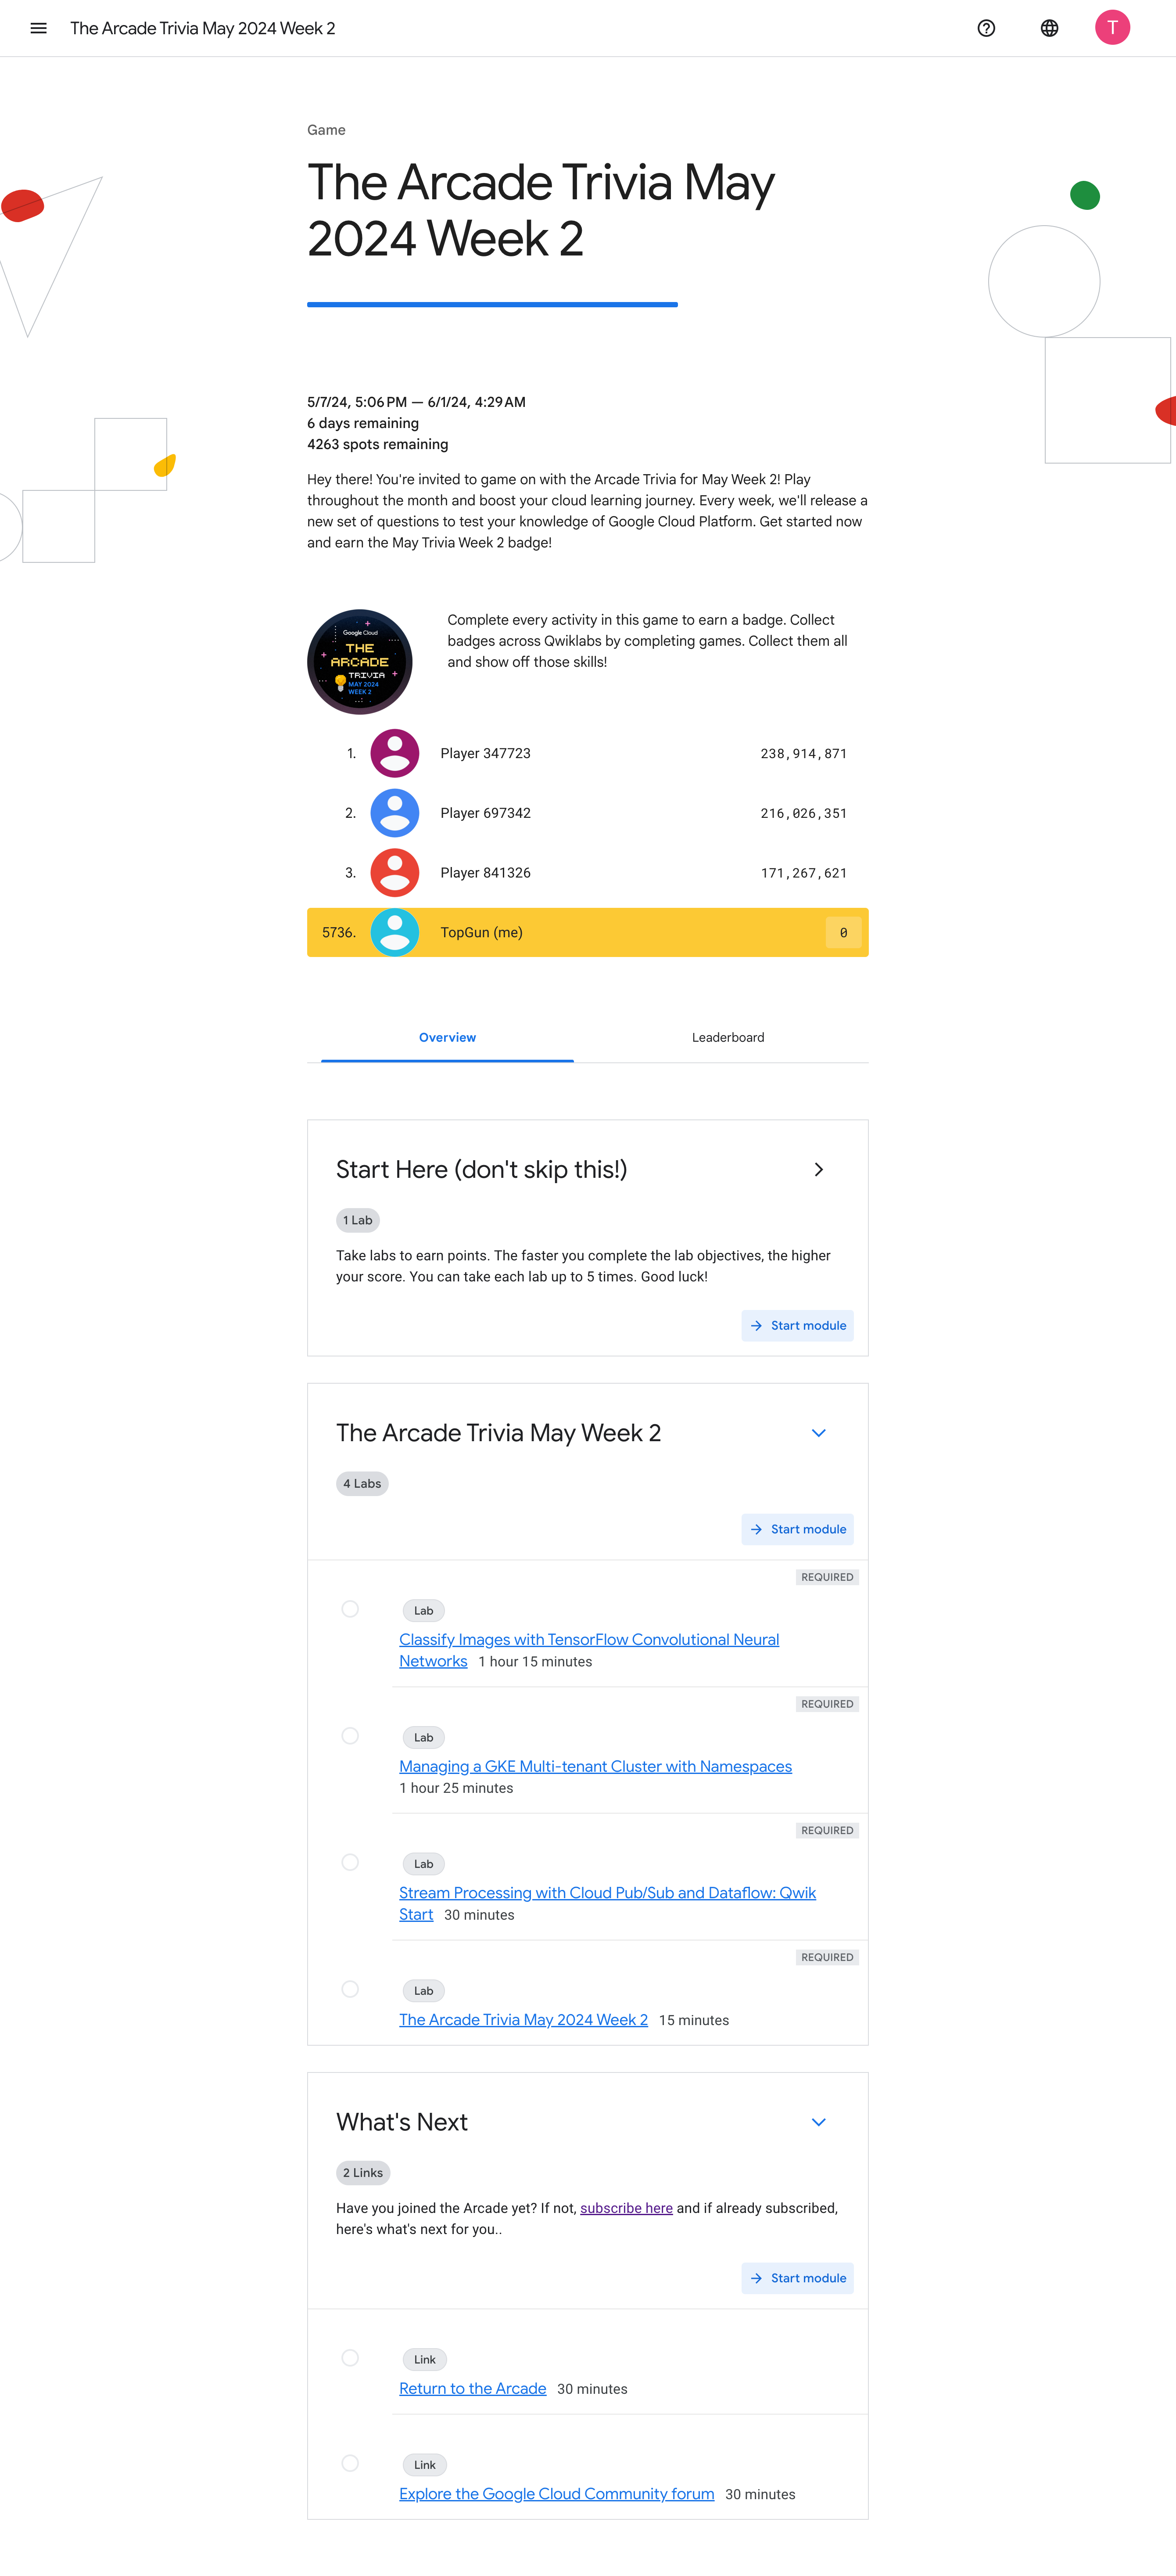 The Arcade Trivia May 2024 Week 2
T
Game
The Arcade Trivia May
2024 Week 2
5/7/24, 5:06 PM — 6/1/24, 4:29 AM
6 days remaining
4263 spots remaining
Hey there! You're invited to game on with the Arcade Trivia for May Week 2! Play
throughout the month and boost your cloud learning journey. Every week, we'll release a
new set of questions to test your knowledge of Google Cloud Platform. Get started now
and earn the May Trivia Week 2 badge!
Google Cloud
THE
ARCADE
TRIVIA
MAY 2024
WEEK 2
Complete every activity in this game to earn a badge. Collect
badges across Qwiklabs by completing games. Collect them all
and show off those skills!
1. Player 347723 238,914,871
2. Player 697342 216,026,351
3. Player 841326 171,267,621
5736. TopGun (me) 0
Overview Leaderboard
Start Here (don't skip this!)
1 Lab
Take labs to earn points. The faster you complete the lab objectives, the higher
your score. You can take each lab up to 5 times. Good luck!
Start module
The Arcade Trivia May Week 2
4 Labs
Start module
REQUIRED
Lab
Classify Images with TensorFlow Convolutional Neural
Networks 1 hour 15 minutes
REQUIRED
Lab
Managing a GKE Multi-tenant Cluster with Namespaces
1 hour 25 minutes
REQUIRED
Lab
Stream Processing with Cloud Pub/Sub and Dataflow: Qwik
Start 30 minutes
REQUIRED
Lab
The Arcade Trivia May 2024 Week 2 15 minutes
What's Next
2 Links
Have you joined the Arcade yet? If not, subscribe here and if already subscribed,
here's what's next for you..
Start module
Link
Return to the Arcade 30 minutes
Link
Explore the Google Cloud Community forum 30 minutes